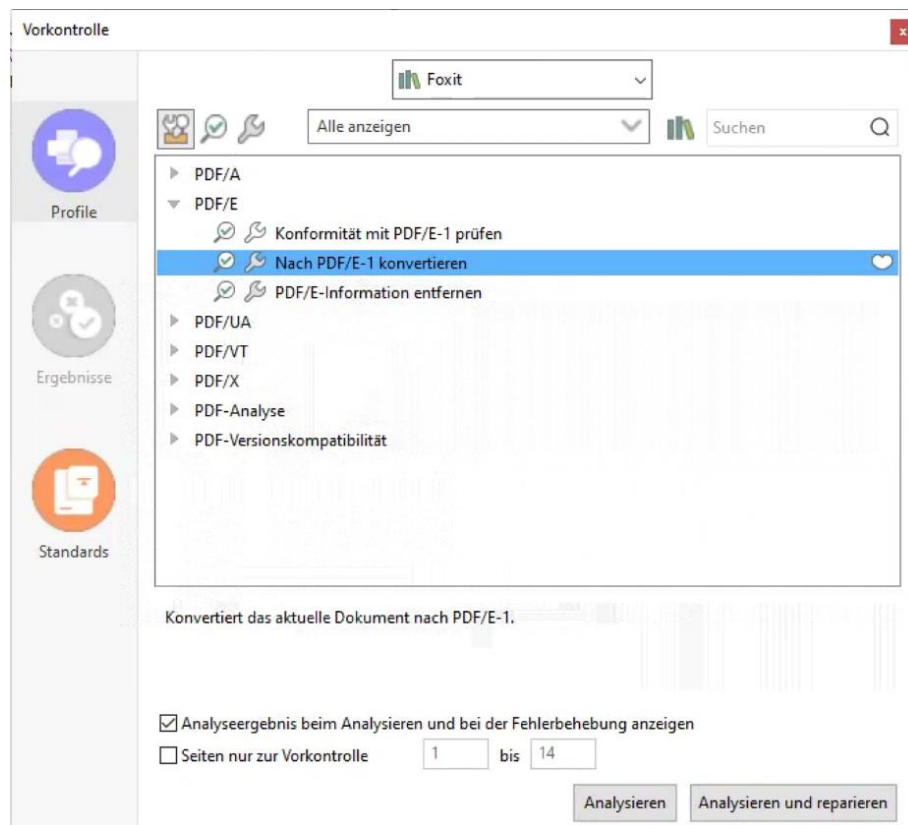 Vorkontrolle
x
Foxit
Alle anzeigen
Suchen
Profile
PDF/A
PDF/E
Konformität mit PDF/E-1 prüfen
Nach PDF/E-1 konvertieren
PDF/E-Information entfernen
PDF/UA
PDF/VT
PDF/X
PDF-Analyse
PDF-Versionskompatibilität
Ergebnisse
Standards
Konvertiert das aktuelle Dokument nach PDF/E-1.
Analyseergebnis beim Analysieren und bei der Fehlerbehebung anzeigen
Seiten nur zur Vorkontrolle 1 bis 14
Analysieren Analysieren und reparieren